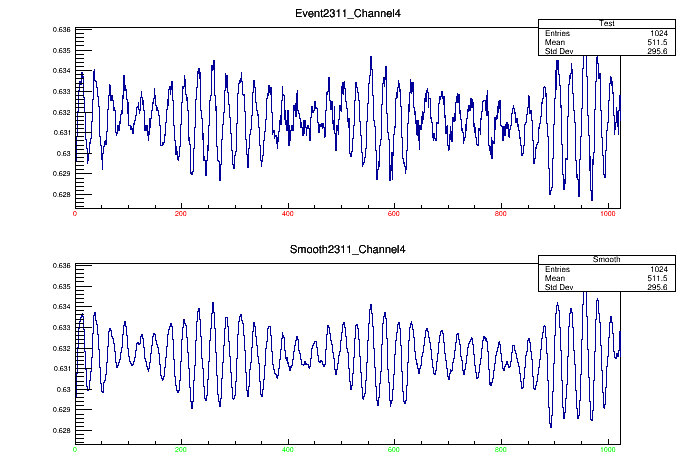 Event2311_Channel4
Test
Entries 1024
Mean 511.5
Std Dev 295.6
0.636
0.635
0.634
0.633
0.632
0.631
0.63
0.629
0.628
0 200 400 600 800 1000
Smooth2311_Channel4
Smooth
Entries 1024
Mean 511.5
Std Dev 295.6
0.636
0.635
0.634
0.633
0.632
0.631
0.63
0.629
0.628
0 200 400 600 800 1000